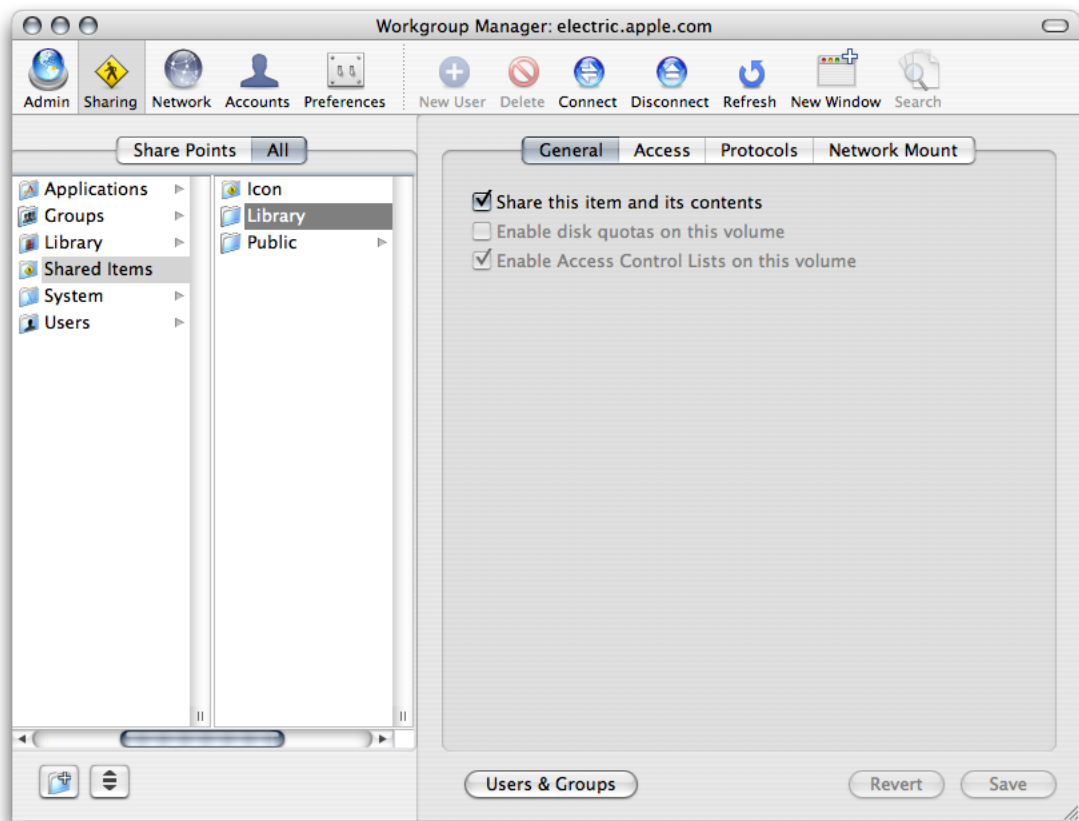 Workgroup Manager: electric.apple.com
Admin Sharing Network Accounts Preferences New User Delete Connect Disconnect Refresh New Window Search
Share Points All
General Access Protocols Network Mount
Applications
Groups
Library
Shared Items
System
Users
Icon
Library
Public
Share this item and its contents
Enable disk quotas on this volume
Enable Access Control Lists on this volume
Users & Groups
Revert
Save